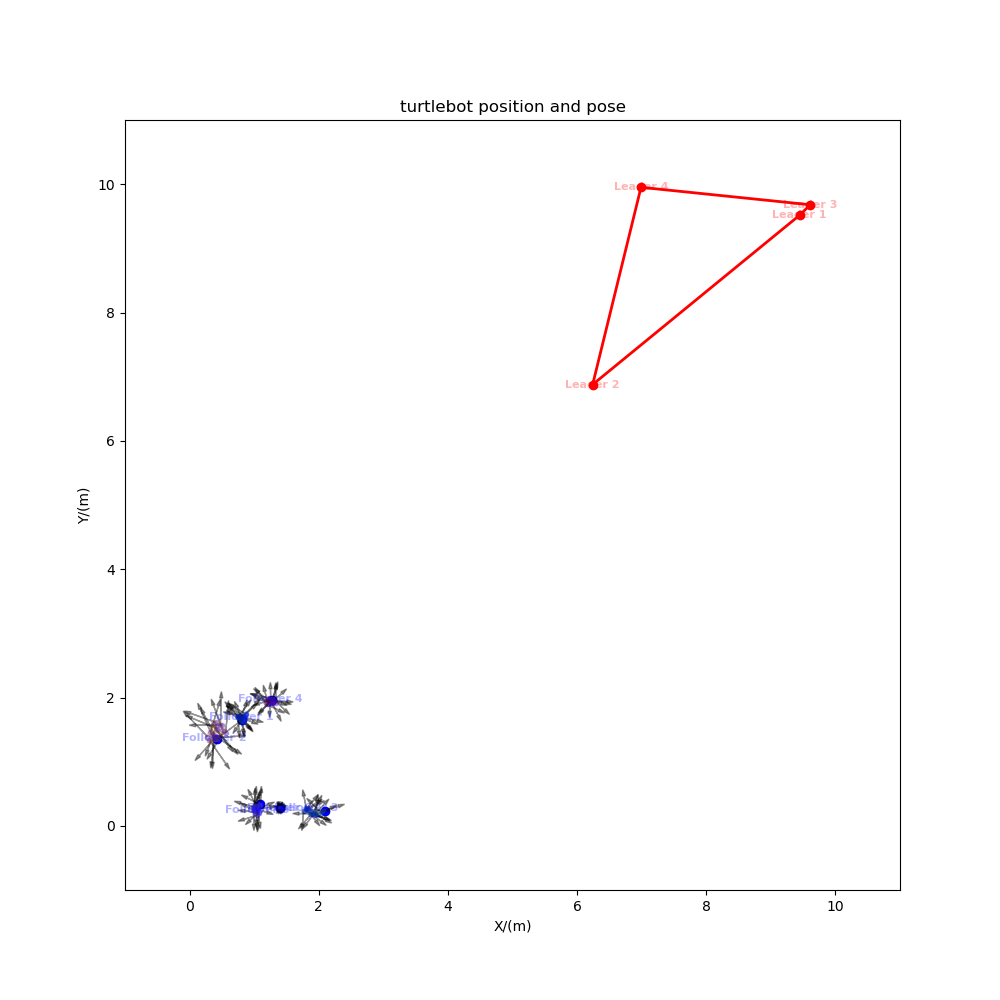 turtlebot position and pose
Leader 4
Leader 3
Leader 1
Leader 2
Follower 4
Follower 1
Follower 2
Y/(m)
X/(m)
10
8
6
4
2
0
0
2
4
6
8
10